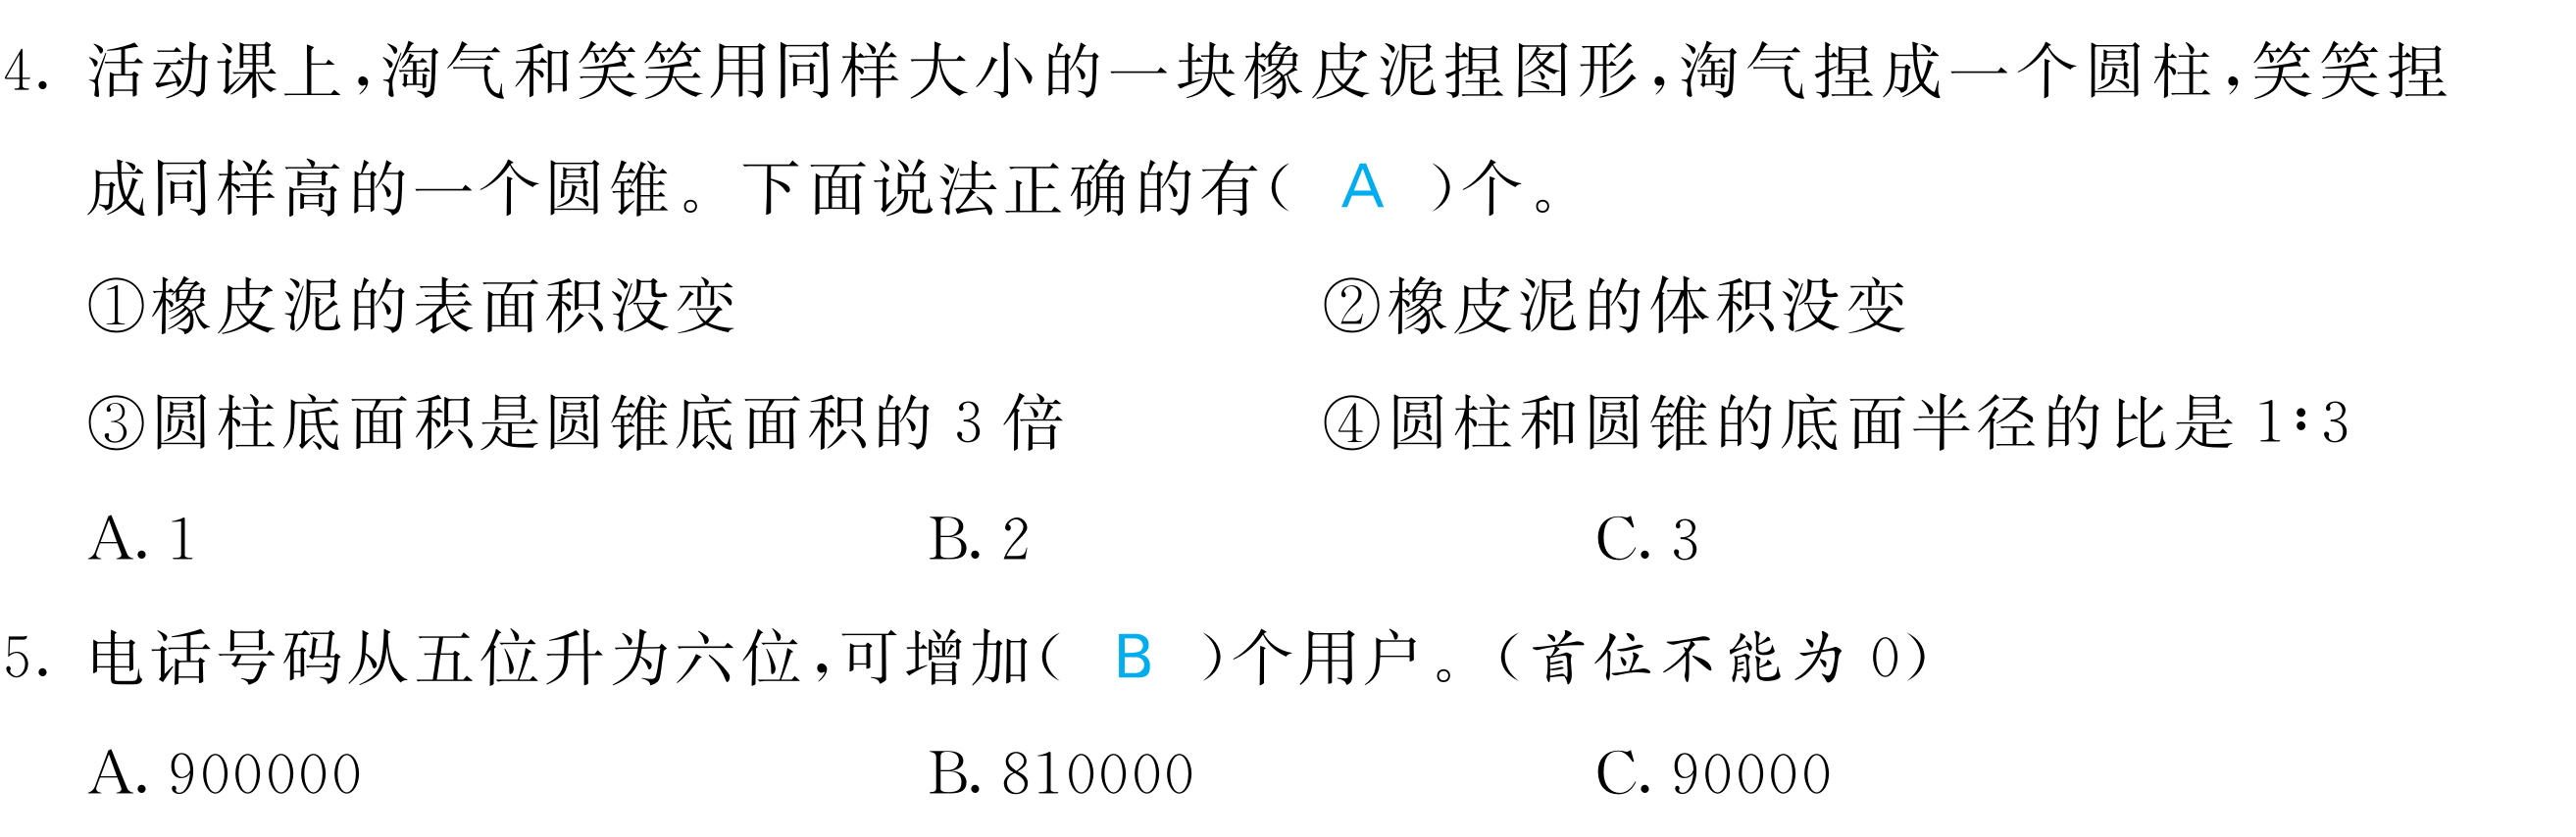 4. 活动课上,淘气和笑笑用同样大小的一块橡皮泥捏图形,淘气捏成一个圆柱,笑笑捏
成同样高的一个圆锥。下面说法正确的有( A )个。
①橡皮泥的表面积没变 ②橡皮泥的体积没变
③圆柱底面积是圆锥底面积的 3 倍 ④圆柱和圆锥的底面半径的比是 1∶3
A. 1 B. 2 C. 3
5. 电话号码从五位升为六位,可增加( B )个用户。(首位不能为 0)
A. 900000 B. 810000 C. 90000